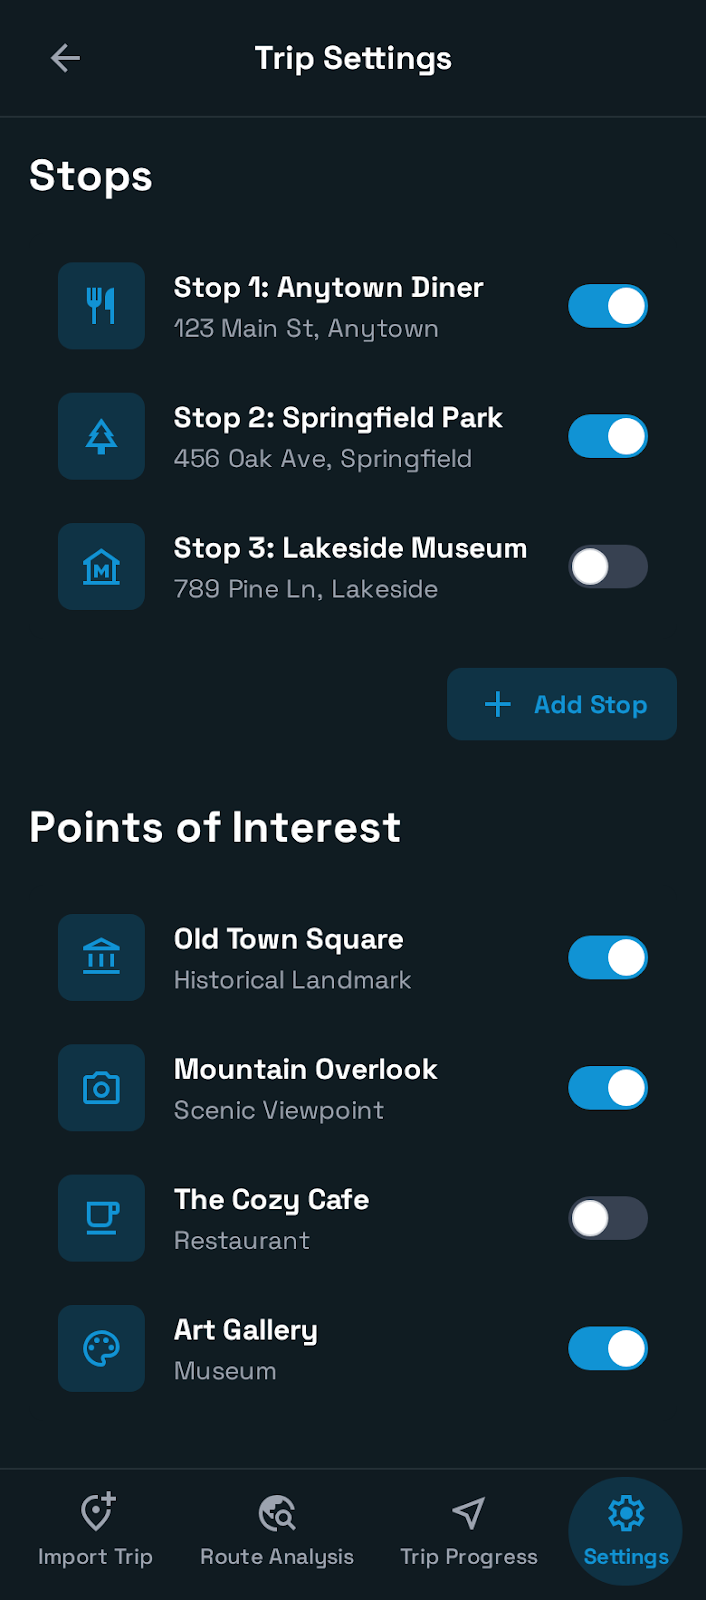 Trip Settings
Stops
Stop 1: Anytown Diner
123 Main St, Anytown
Stop 2: Springfield Park
456 Oak Ave, Springfield
Stop 3: Lakeside Museum
789 Pine Ln, Lakeside
Add Stop
Points of Interest
Old Town Square
Historical Landmark
Mountain Overlook
Scenic Viewpoint
The Cozy Cafe
Restaurant
Art Gallery
Museum
Import Trip
Route Analysis
Trip Progress
Settings